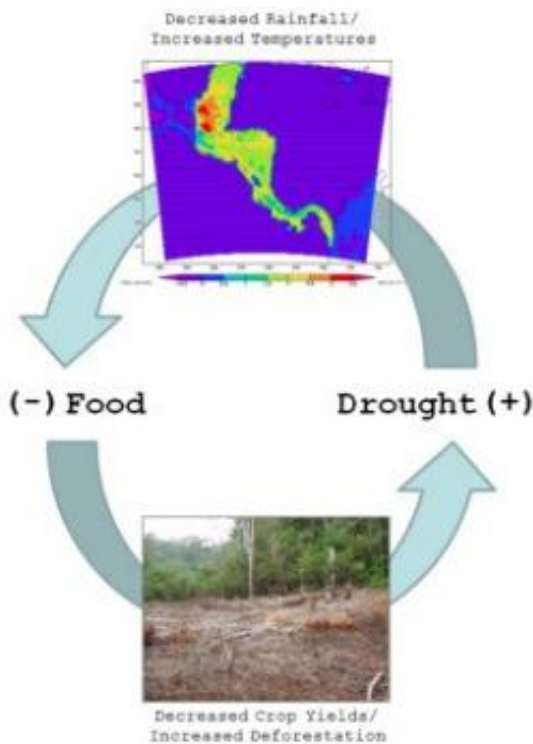 Decreased Rainfall/
Increased Temperatures
(-) Food
Drought (+)
Decreased Crop Yields/
Increased Deforestation